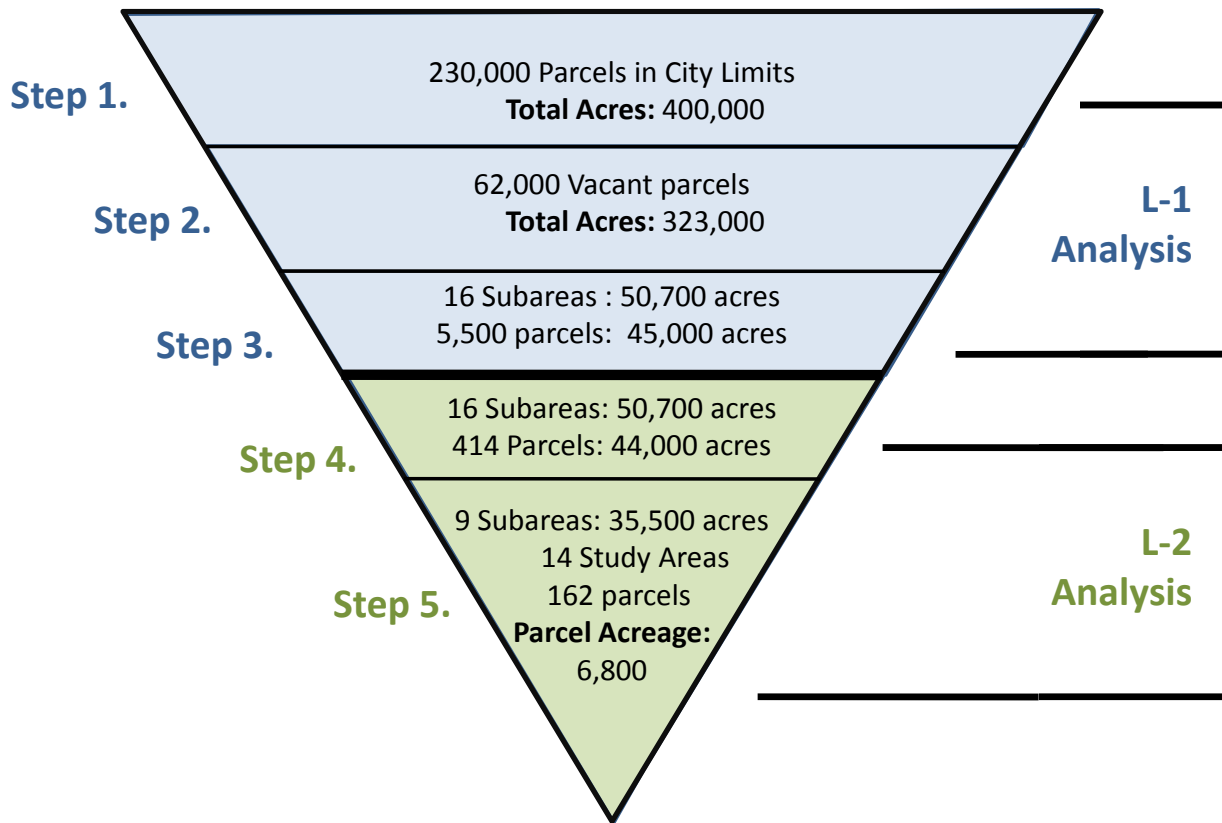 Step 1.
230,000 Parcels in City Limits
Total Acres: 400,000
Step 2.
62,000 Vacant parcels
Total Acres: 323,000
L-1
Analysis
Step 3.
16 Subareas : 50,700 acres
5,500 parcels: 45,000 acres
Step 4.
16 Subareas: 50,700 acres
414 Parcels: 44,000 acres
Step 5.
9 Subareas: 35,500 acres
14 Study Areas
162 parcels
Parcel Acreage:
6,800
L-2
Analysis